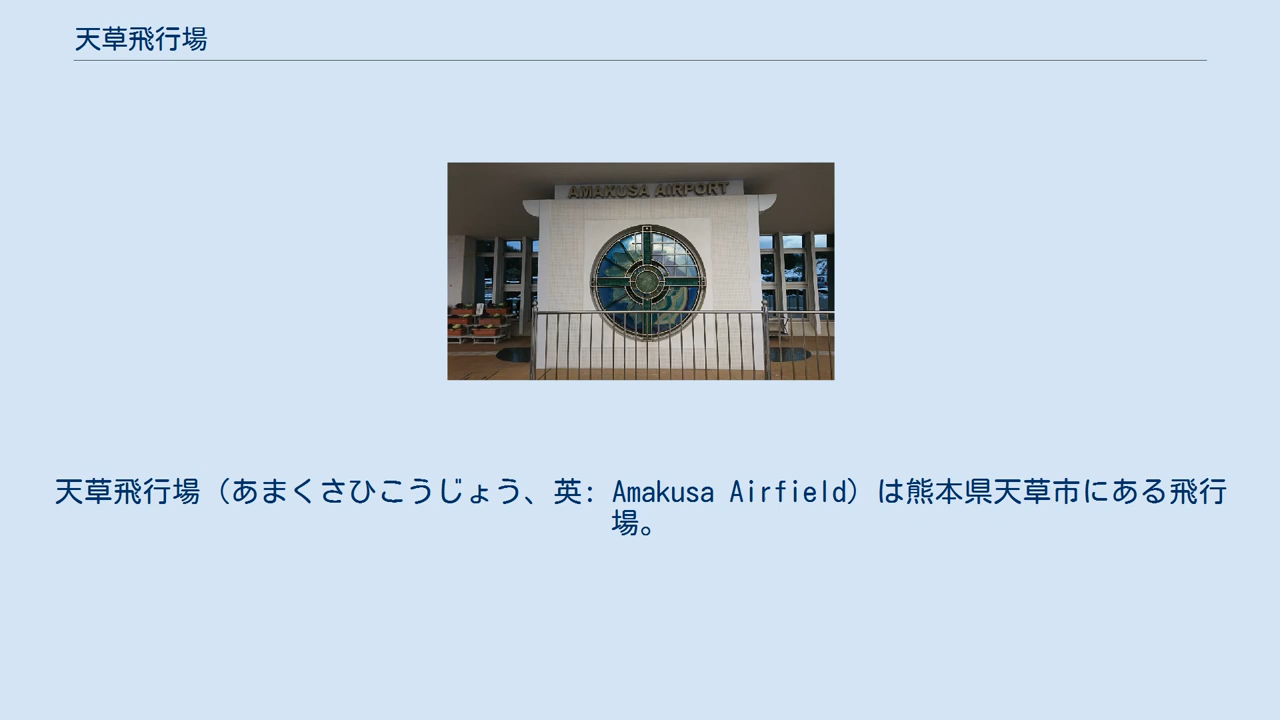 天草飛行場
AMAKUSA AIRPORT
天草飛行場（あまくさひこうじょう、英: Amakusa Airfield）は熊本県天草市にある飛行
場。